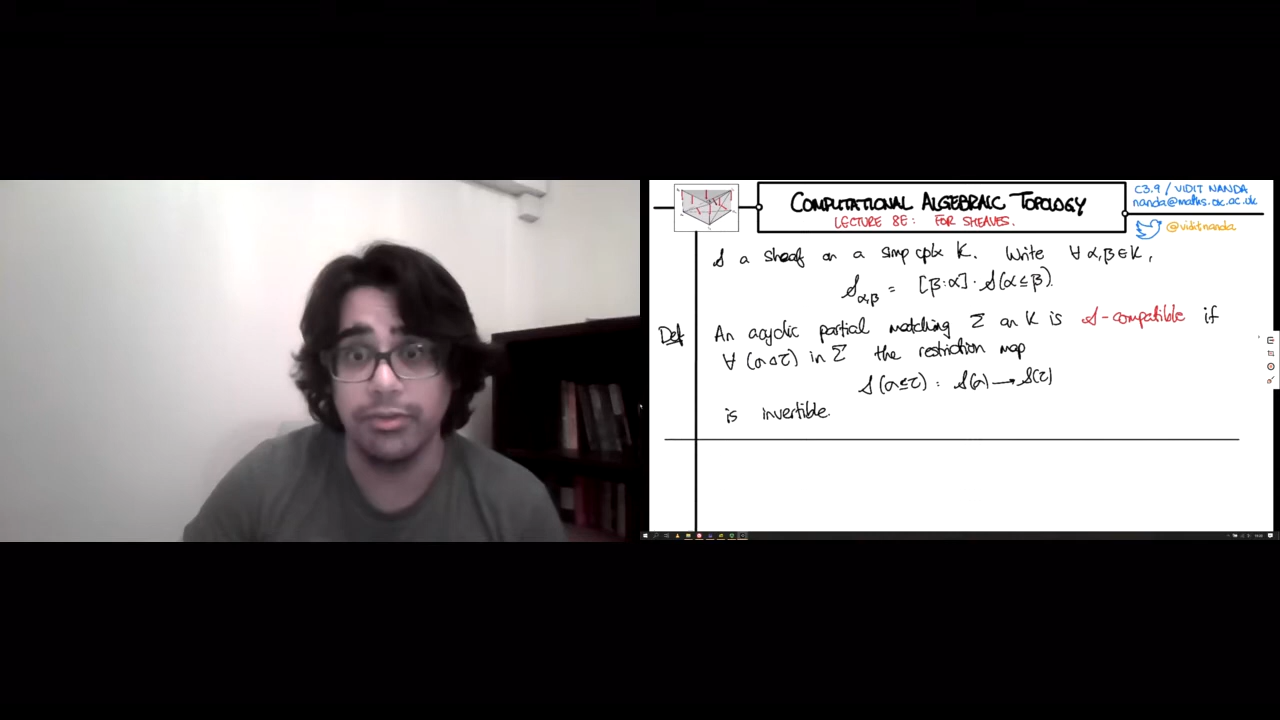 COMPUTATIONAL ALGEBRAIC TOPOLOGY
LECTURE 8E: FOR SHEAVES.
C3.9 / VIDIT NANDA
nanda@maths.ox.ac.uk
@viditnanda
S a sheaf on a simp cplx K. Write ∀ α,β ∈ K,
S_α,β = [β:α] · S(α ≤ β).
Def An acyclic partial matching Σ on K is S-compatible if
∀ (σ ◁ τ) in Σ the restriction map
S(σ ≤ τ) : S(σ) → S(τ)
is invertible.